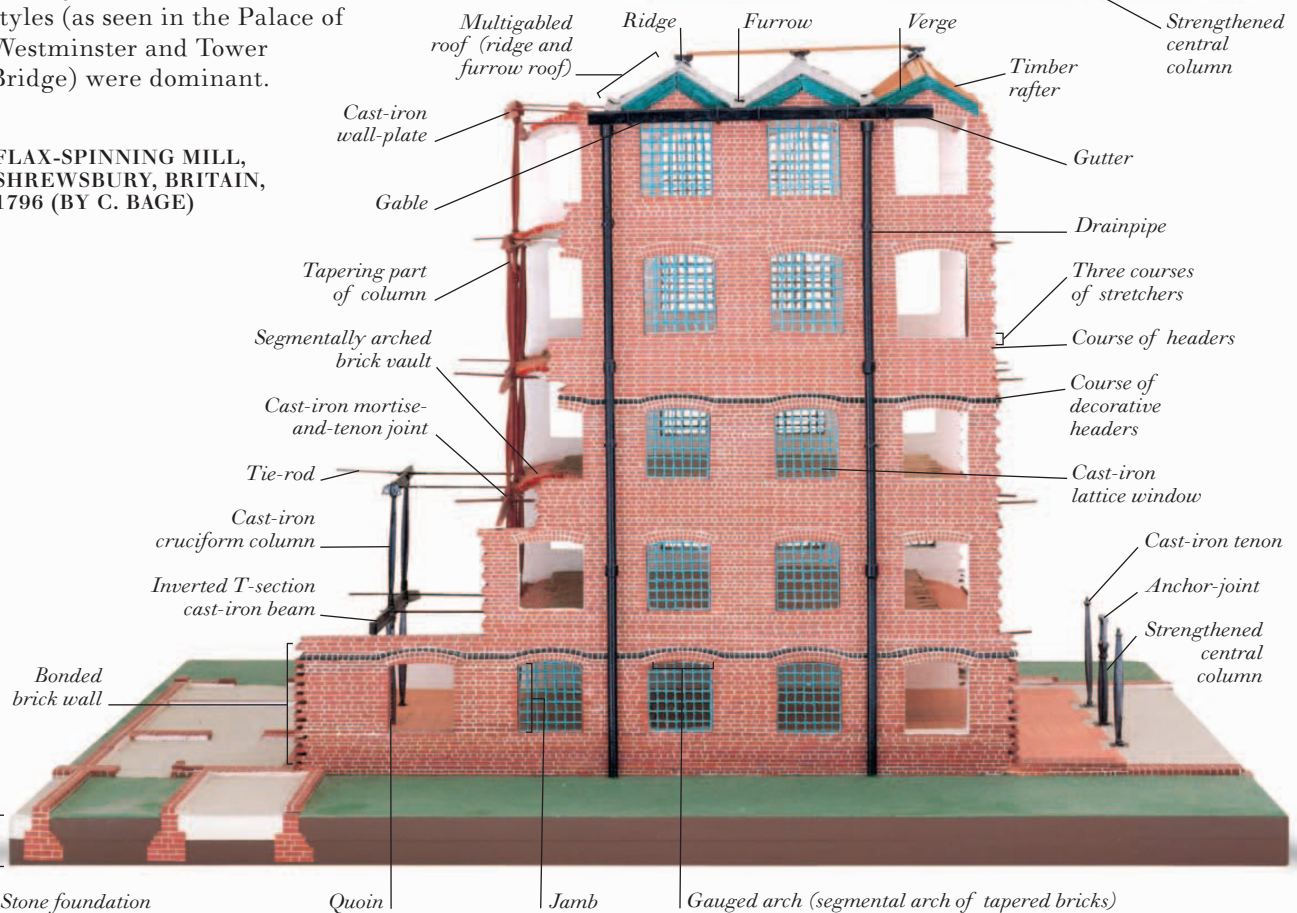 tyles (as seen in the Palace of
Westminster and Tower
Bridge) were dominant.
FLAX-SPINNING MILL,
SHREWSBURY, BRITAIN,
1796 (BY C. BAGE)
Multigabled
roof (ridge and
furrow roof)
Ridge
Furrow
Verge
Strengthened
central
column
Timber
rafter
Cast-iron
wall-plate
Gable
Gutter
Drainpipe
Tapering part
of column
Three courses
of stretchers
Segmentally arched
brick vault
Course of headers
Course of
decorative
headers
Cast-iron mortise-
and-tenon joint
Tie-rod
Cast-iron
lattice window
Cast-iron
cruciform column
Cast-iron tenon
Inverted T-section
cast-iron beam
Anchor-joint
Strengthened
central
column
Bonded
brick wall
Stone foundation
Quoin
Jamb
Gauged arch (segmental arch of tapered bricks)